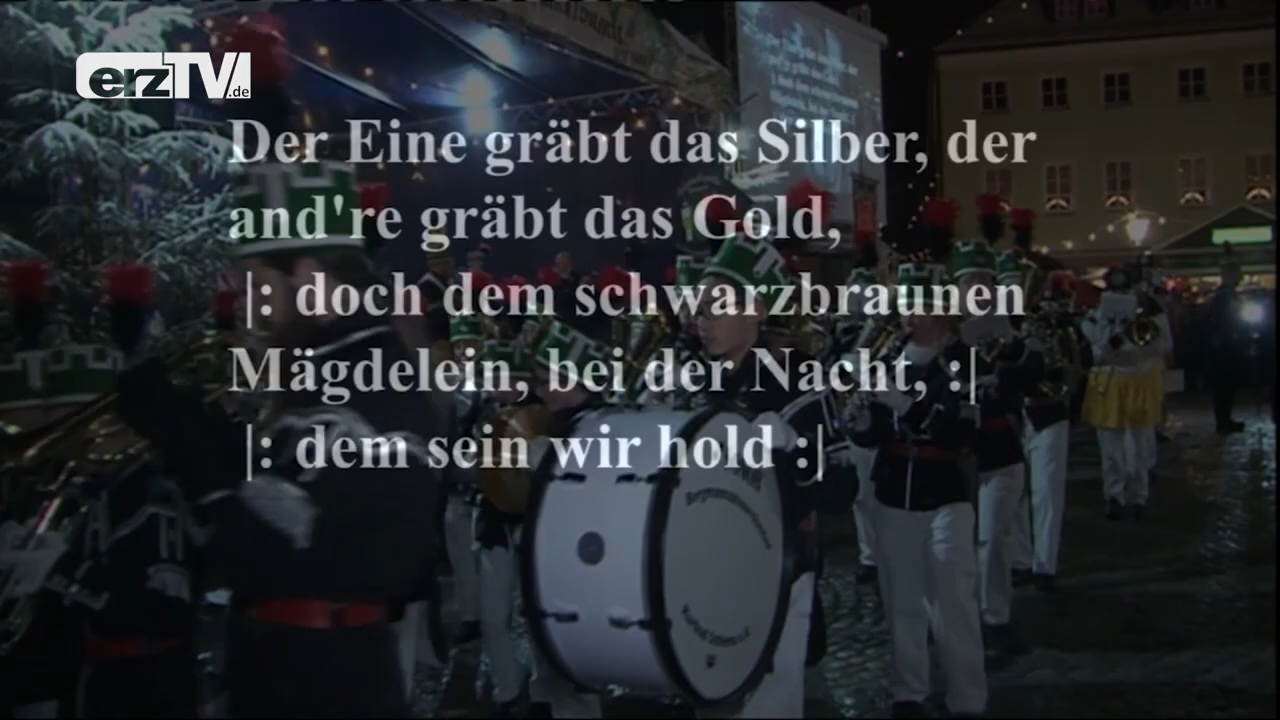 erzTV.de
Der Eine gräbt das Silber, der
and're gräbt das Gold,
|: doch dem schwarzbraunen
Mägdelein, bei der Nacht, :|
|: dem sein wir hold :|